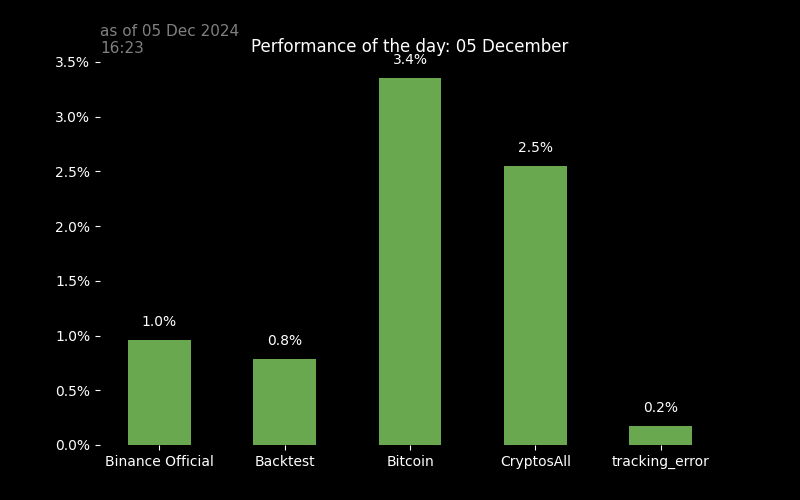 as of 05 Dec 2024
16:23
Performance of the day: 05 December
3.5%
3.0%
2.5%
2.0%
1.5%
1.0%
0.5%
0.0%
1.0%
0.8%
3.4%
2.5%
0.2%
Binance Official
Backtest
Bitcoin
CryptosAll
tracking_error